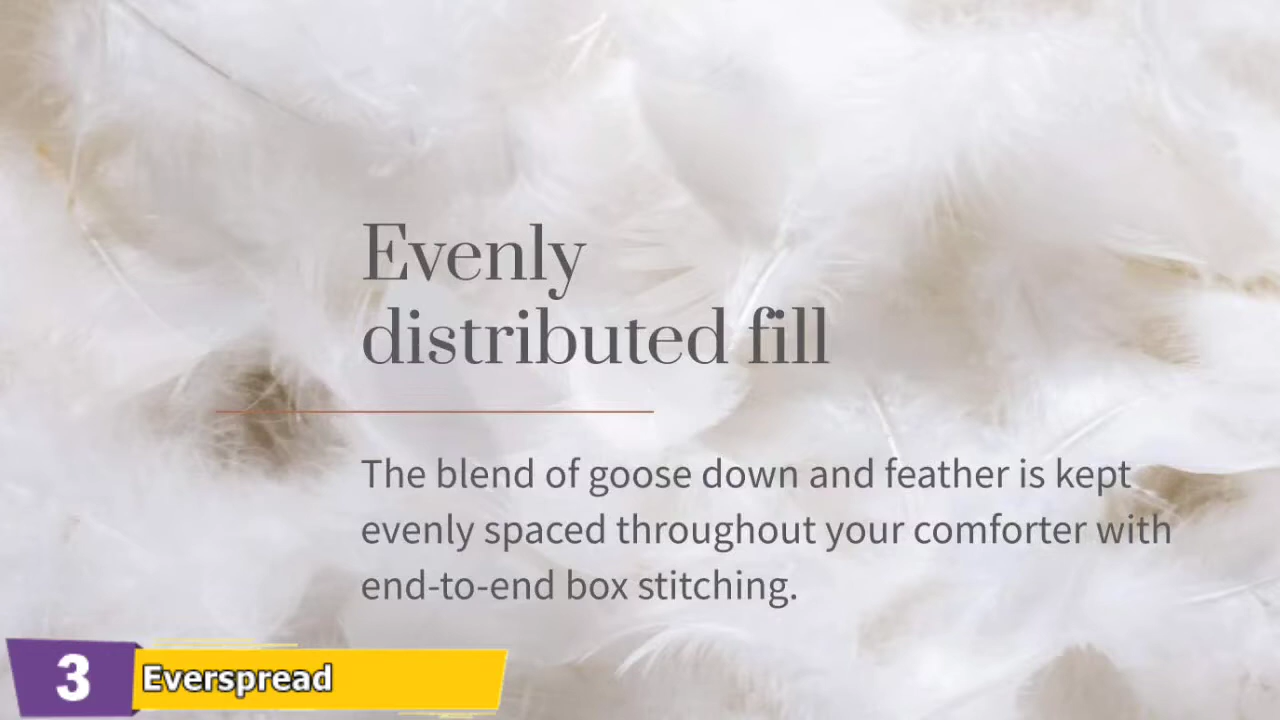 Evenly
distributed fill
The blend of goose down and feather is kept
evenly spaced throughout your comforter with
end-to-end box stitching.
3
Everspread